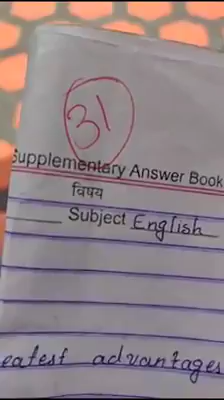 31
Supplementary Answer Book
विषय
Subject English
eatest advantages